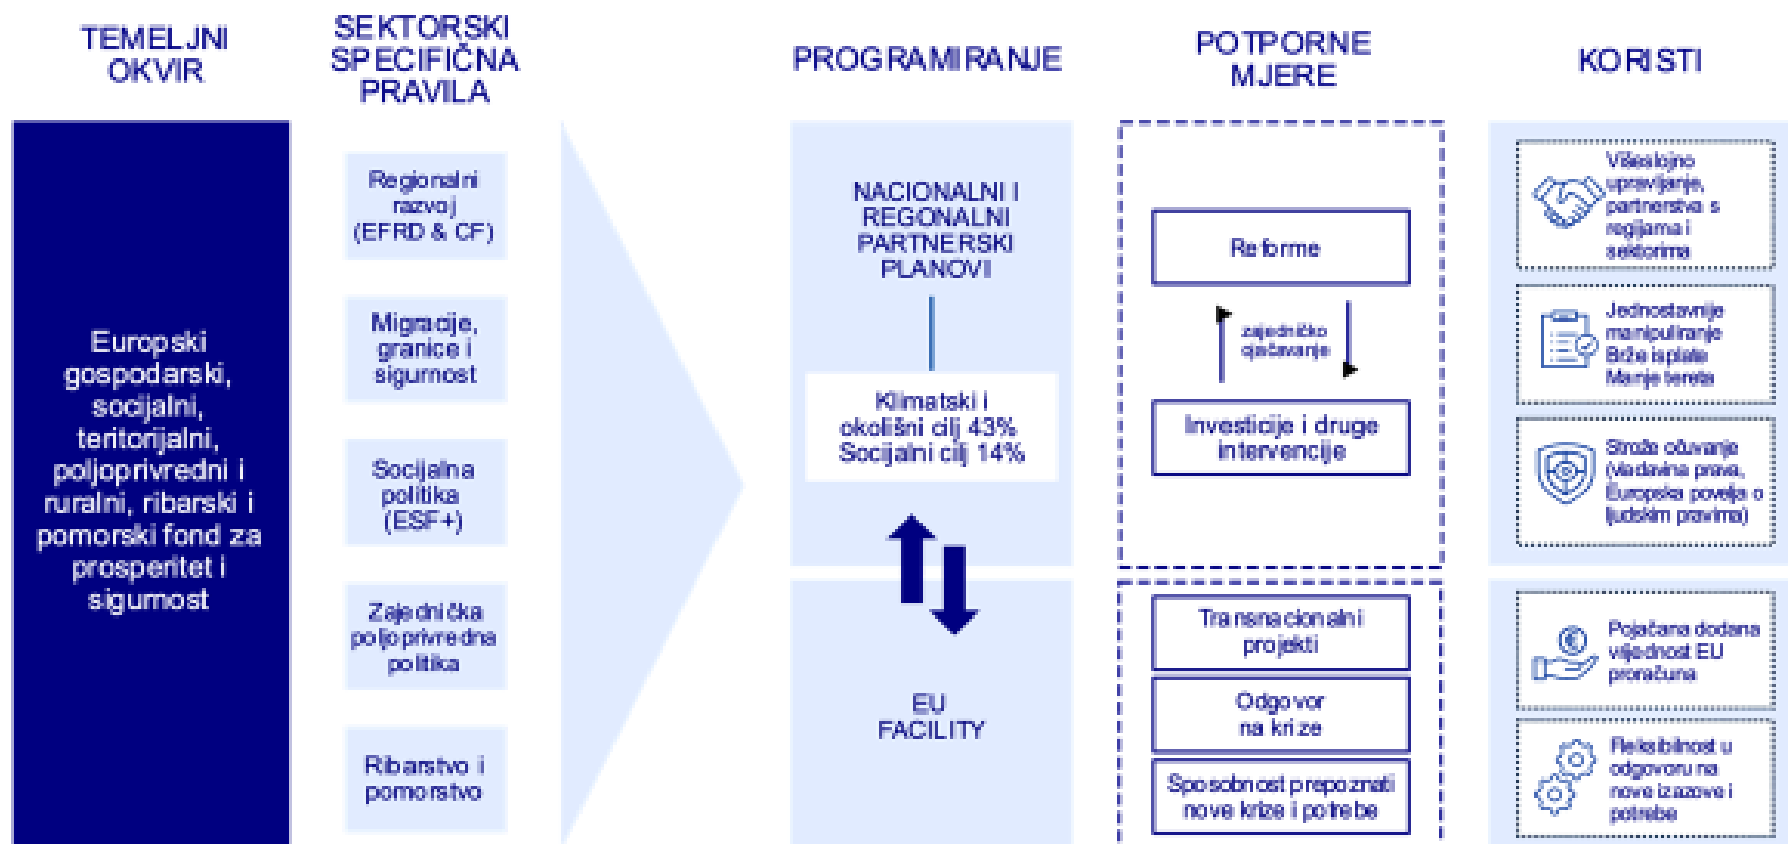 TEMELJNI
OKVIR
SEKTORSKI
SPECIFIČNA
PRAVILA
PROGRAMIRANJE
POTPORNE
MJERE
KORISTI
Europski
gospodarski,
socijalni,
teritorijalni,
poljoprivredni i
ruralni, ribarski i
pomorski fond za
prosperitet i
sigurnost
Regionalni
razvoj
(EFRD & CF)
Migracije,
granice i
sigurnost
Socijalna
politika
(ESF+)
Zajednička
poljoprivredna
politika
Ribarstvo i
pomorstvo
NACIONALNI I
REGIONALNI
PARTNERSKI
PLANOVI
Klimatski i
okolišni cilj 43%
Socijalni cilj 14%
EU
FACILITY
Reforme
zajedničko
ojačavanje
Investicije i druge
intervencije
Transnacionalni
projekti
Odgovor
na krize
Sposobnost prepoznati
nove krize i potrebe
Višeslojno
upravljanje,
partnerstva s
regijama i
sektorima
Jednostavnije
manipuliranje
Brže isplate
Manje tereta
Strože očuvanje
(vladavina prava,
Europska povelja o
ljudskim pravima)
Pojačana dodana
vrijednost EU
proračuna
Fleksibilnost u
odgovoru na
nove izazove i
potrebe